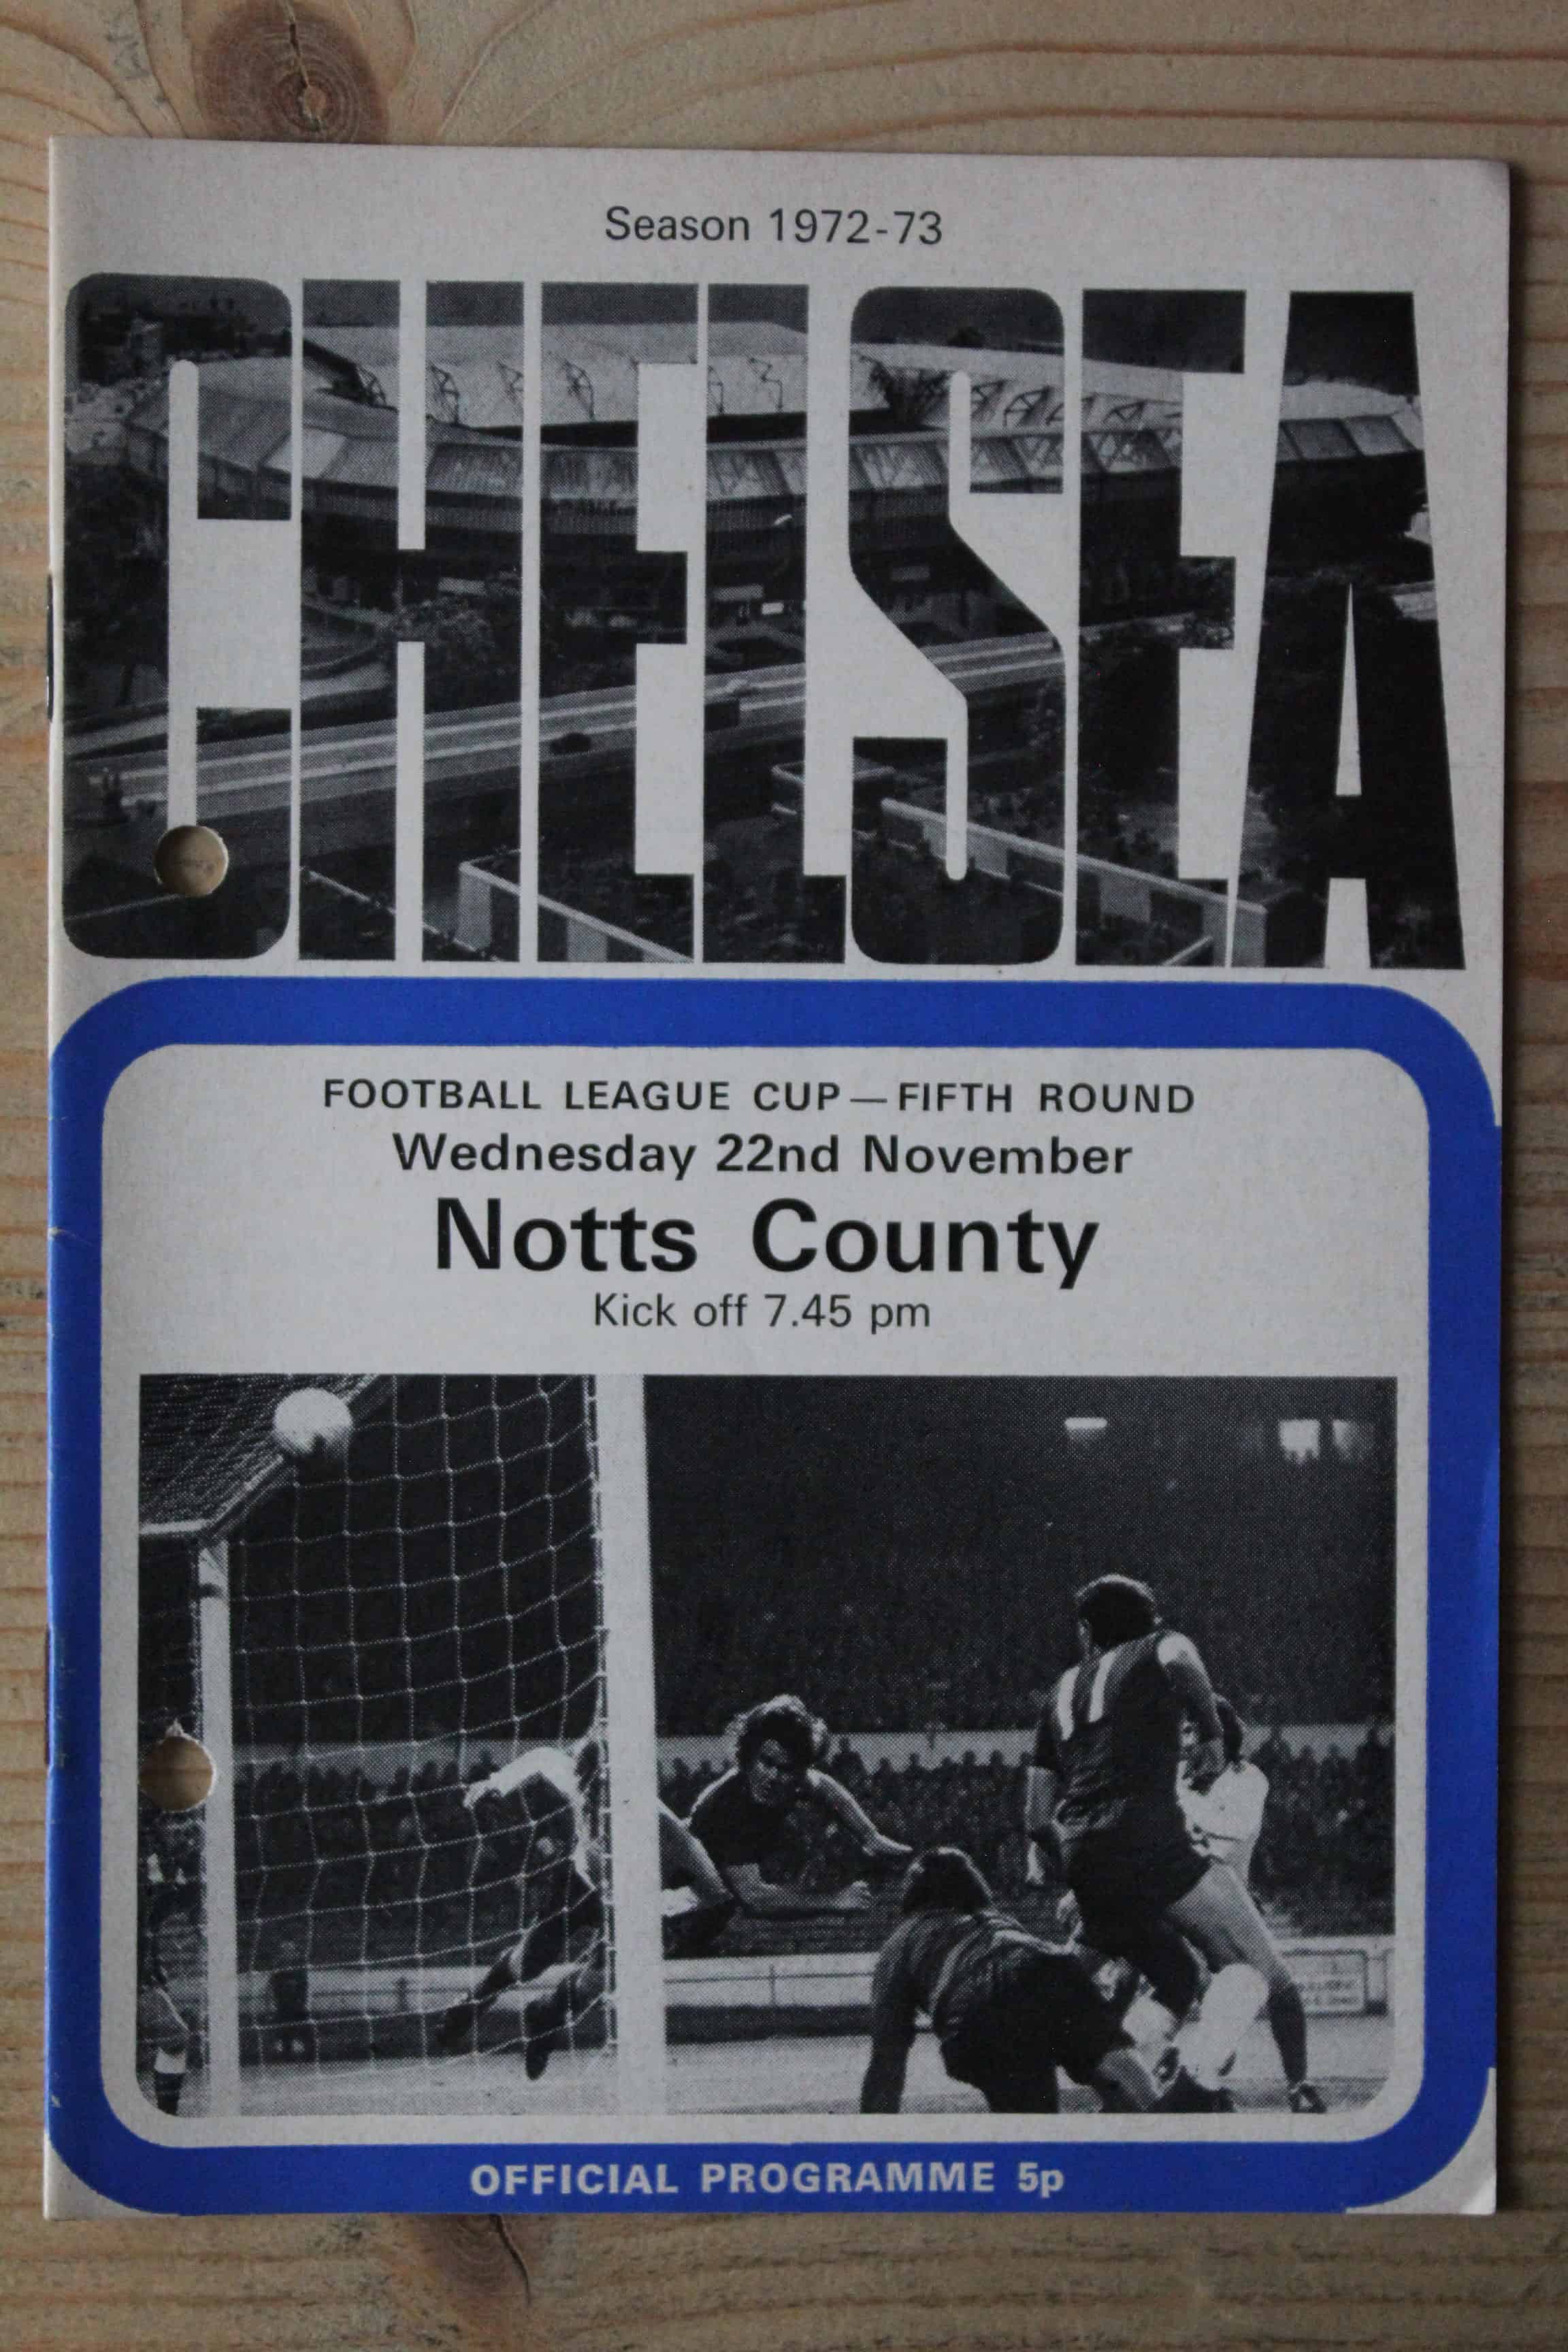 Season 1972-73
CHELSEA
FOOTBALL LEAGUE CUP — FIFTH ROUND
Wednesday 22nd November
Notts County
Kick off 7.45 pm
OFFICIAL PROGRAMME 5p